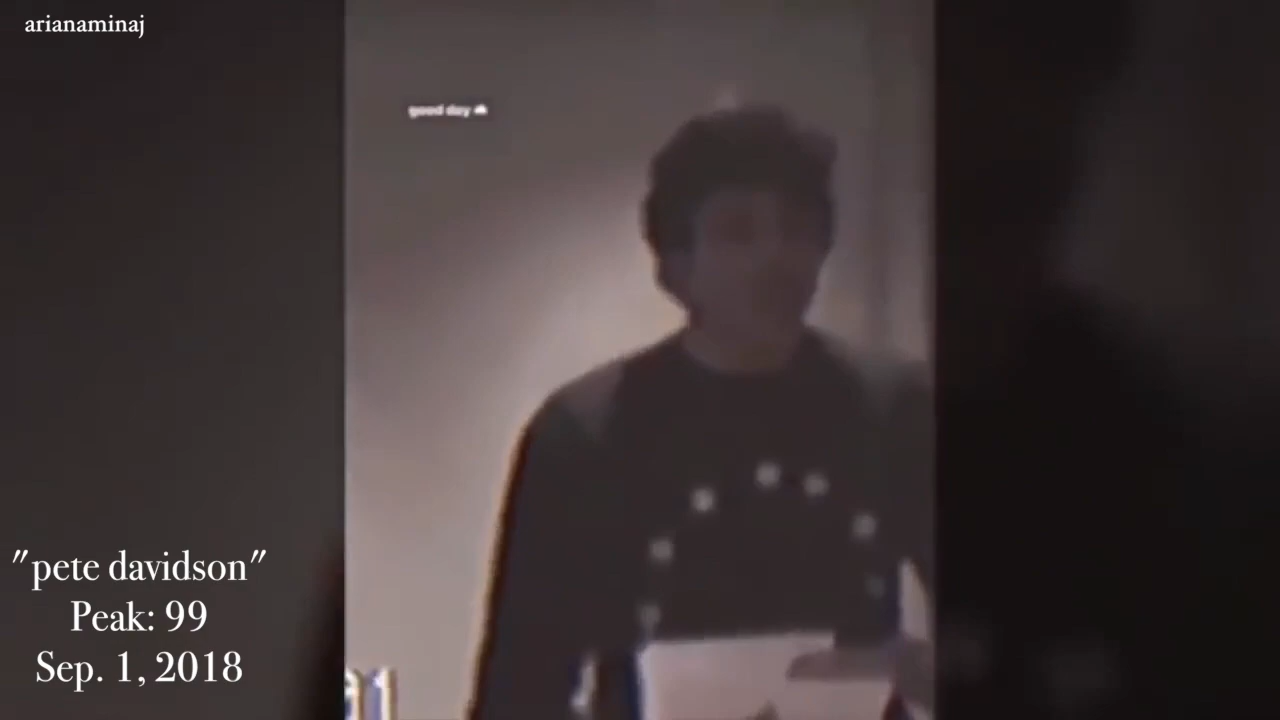 arianaminaj
good day
"pete davidson"
Peak: 99
Sep. 1, 2018